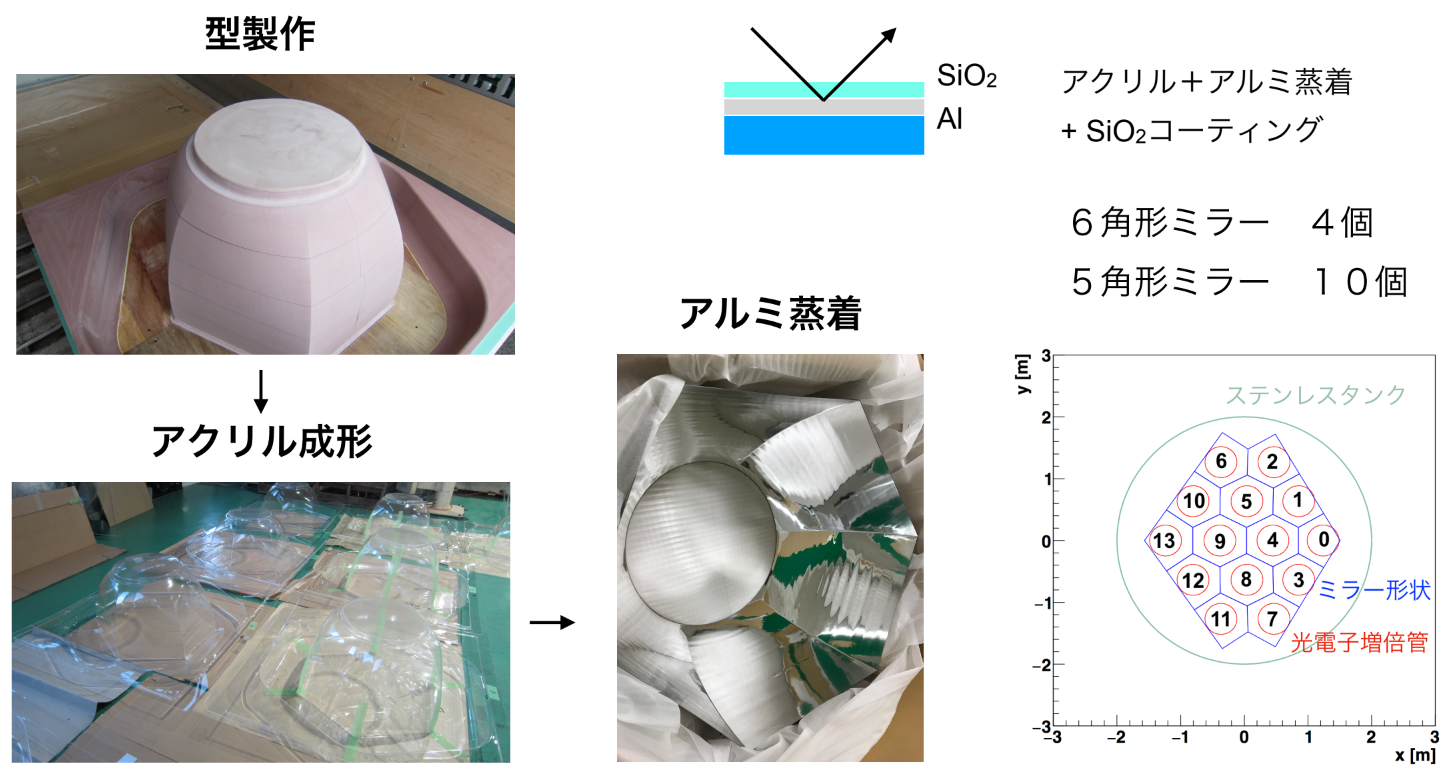 型製作
SiO₂
Al
アクリル＋アルミ蒸着
+ SiO₂コーティング
６角形ミラー　４個
５角形ミラー　１０個
アルミ蒸着
アクリル成形
y [m]
3
2
1
0
−1
−2
−3
ステンレスタンク
6 2
10 5 1
13 9 4 0
12 8 3
11 7
ミラー形状
光電子増倍管
−3 −2 −1 0 1 2 3
x [m]